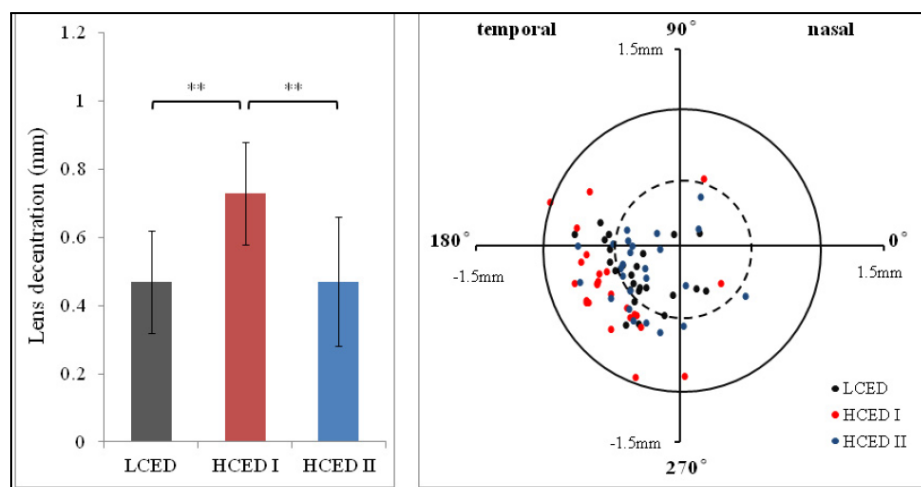 1.2
1
0.8
0.6
0.4
0.2
0
Lens decentration (mm)
**
**
LCED
HCED I
HCED II
temporal
90°
nasal
1.5mm
180°
0°
-1.5mm
1.5mm
LCED
HCED I
HCED II
-1.5mm
270°